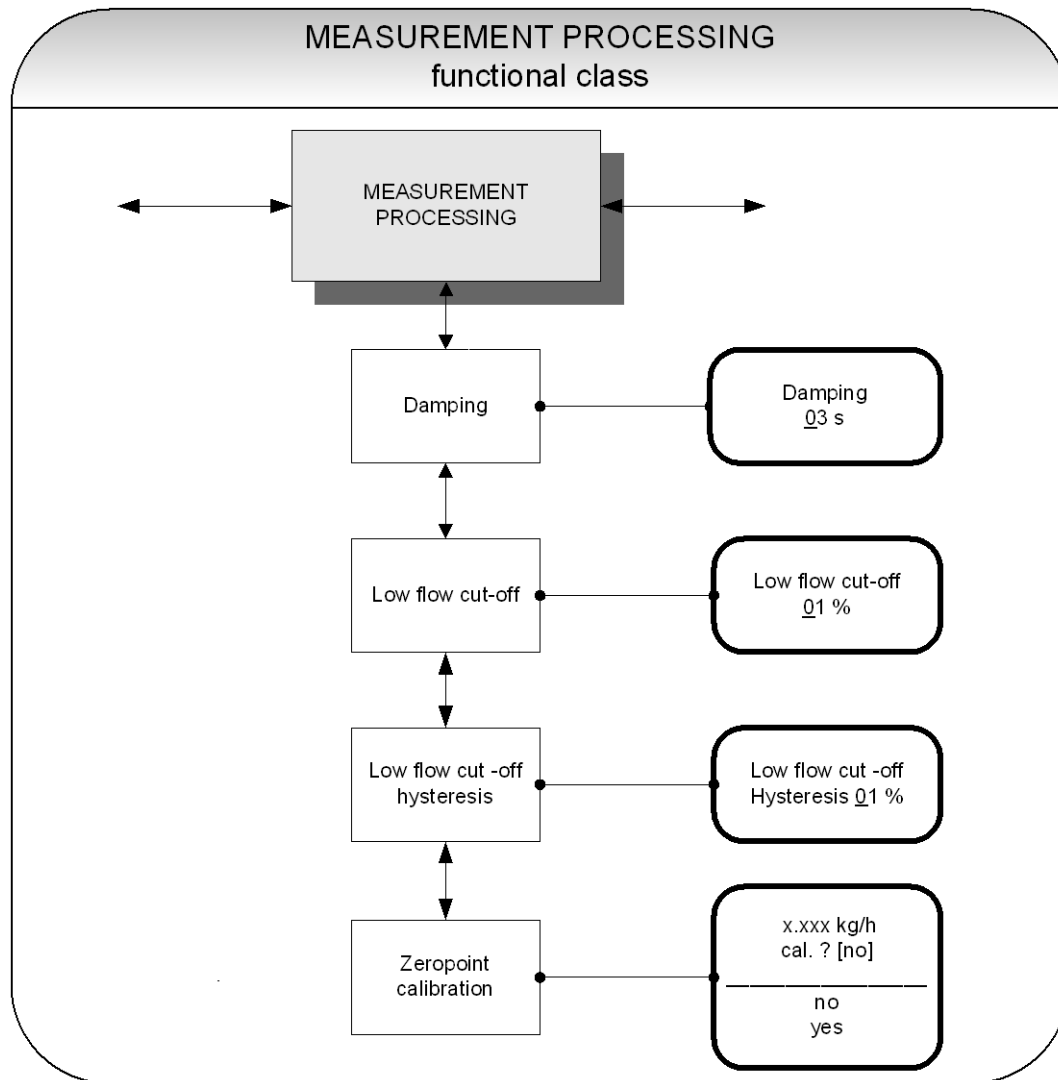 MEASUREMENT PROCESSING
functional class
MEASUREMENT
PROCESSING
Damping
Damping
03 s
Low flow cut-off
Low flow cut-off
01 %
Low flow cut -off
hysteresis
Low flow cut -off
Hysteresis 01 %
Zeropoint
calibration
x.xxx kg/h
cal. ? [no]
no
yes